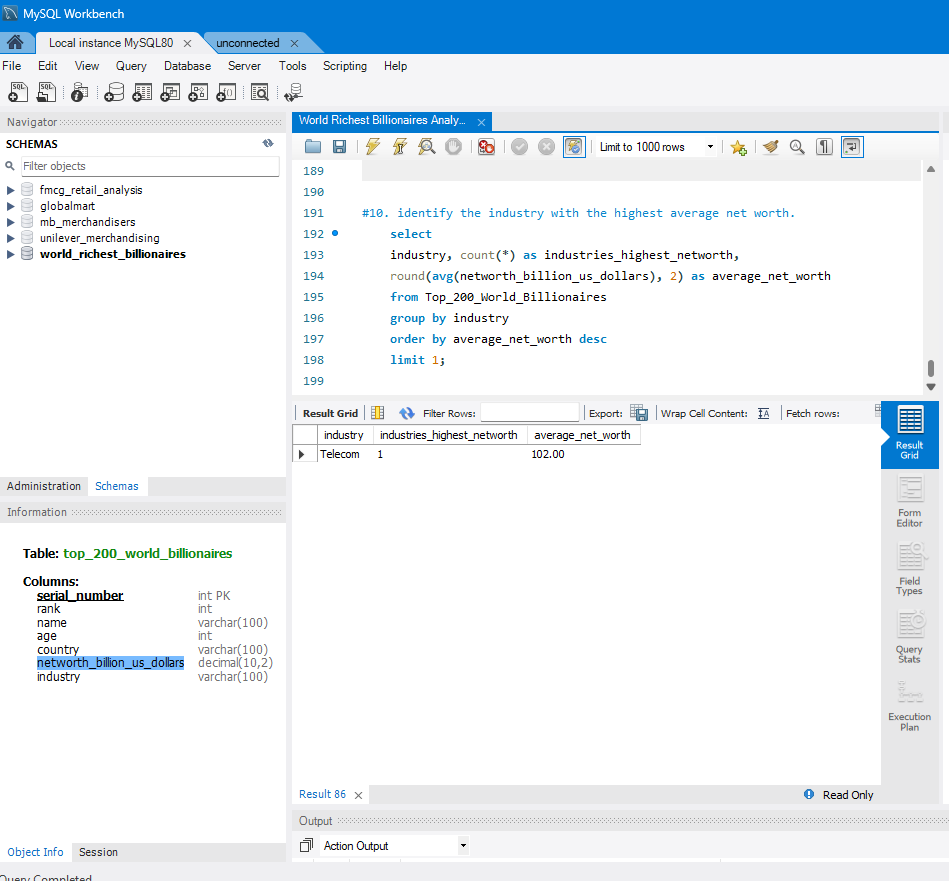 MySQL Workbench
Local instance MySQL80
unconnected
File Edit View Query Database Server Tools Scripting Help
Navigator
SCHEMAS
Filter objects
fmcg_retail_analysis
globalmart
mb_merchandisers
unilever_merchandising
world_richest_billionaires
Administration Schemas
Information
Table: top_200_world_billionaires
Columns:
serial_number int PK
rank int
name varchar(100)
age int
country varchar(100)
networth_billion_us_dollars decimal(10,2)
industry varchar(100)
Object Info Session
Query Completed
World Richest Billionaires Analy...
Limit to 1000 rows
189
190
191 #10. identify the industry with the highest average net worth.
192 select
193 industry, count(*) as industries_highest_networth,
194 round(avg(networth_billion_us_dollars), 2) as average_net_worth
195 from Top_200_World_Billionaires
196 group by industry
197 order by average_net_worth desc
198 limit 1;
199
Result Grid Filter Rows: Export: Wrap Cell Content: Fetch rows:
industry industries_highest_networth average_net_worth
Telecom 1 102.00
Result
Grid
Form
Editor
Field
Types
Query
Stats
Execution
Plan
Result 86
Read Only
Output
Action Output